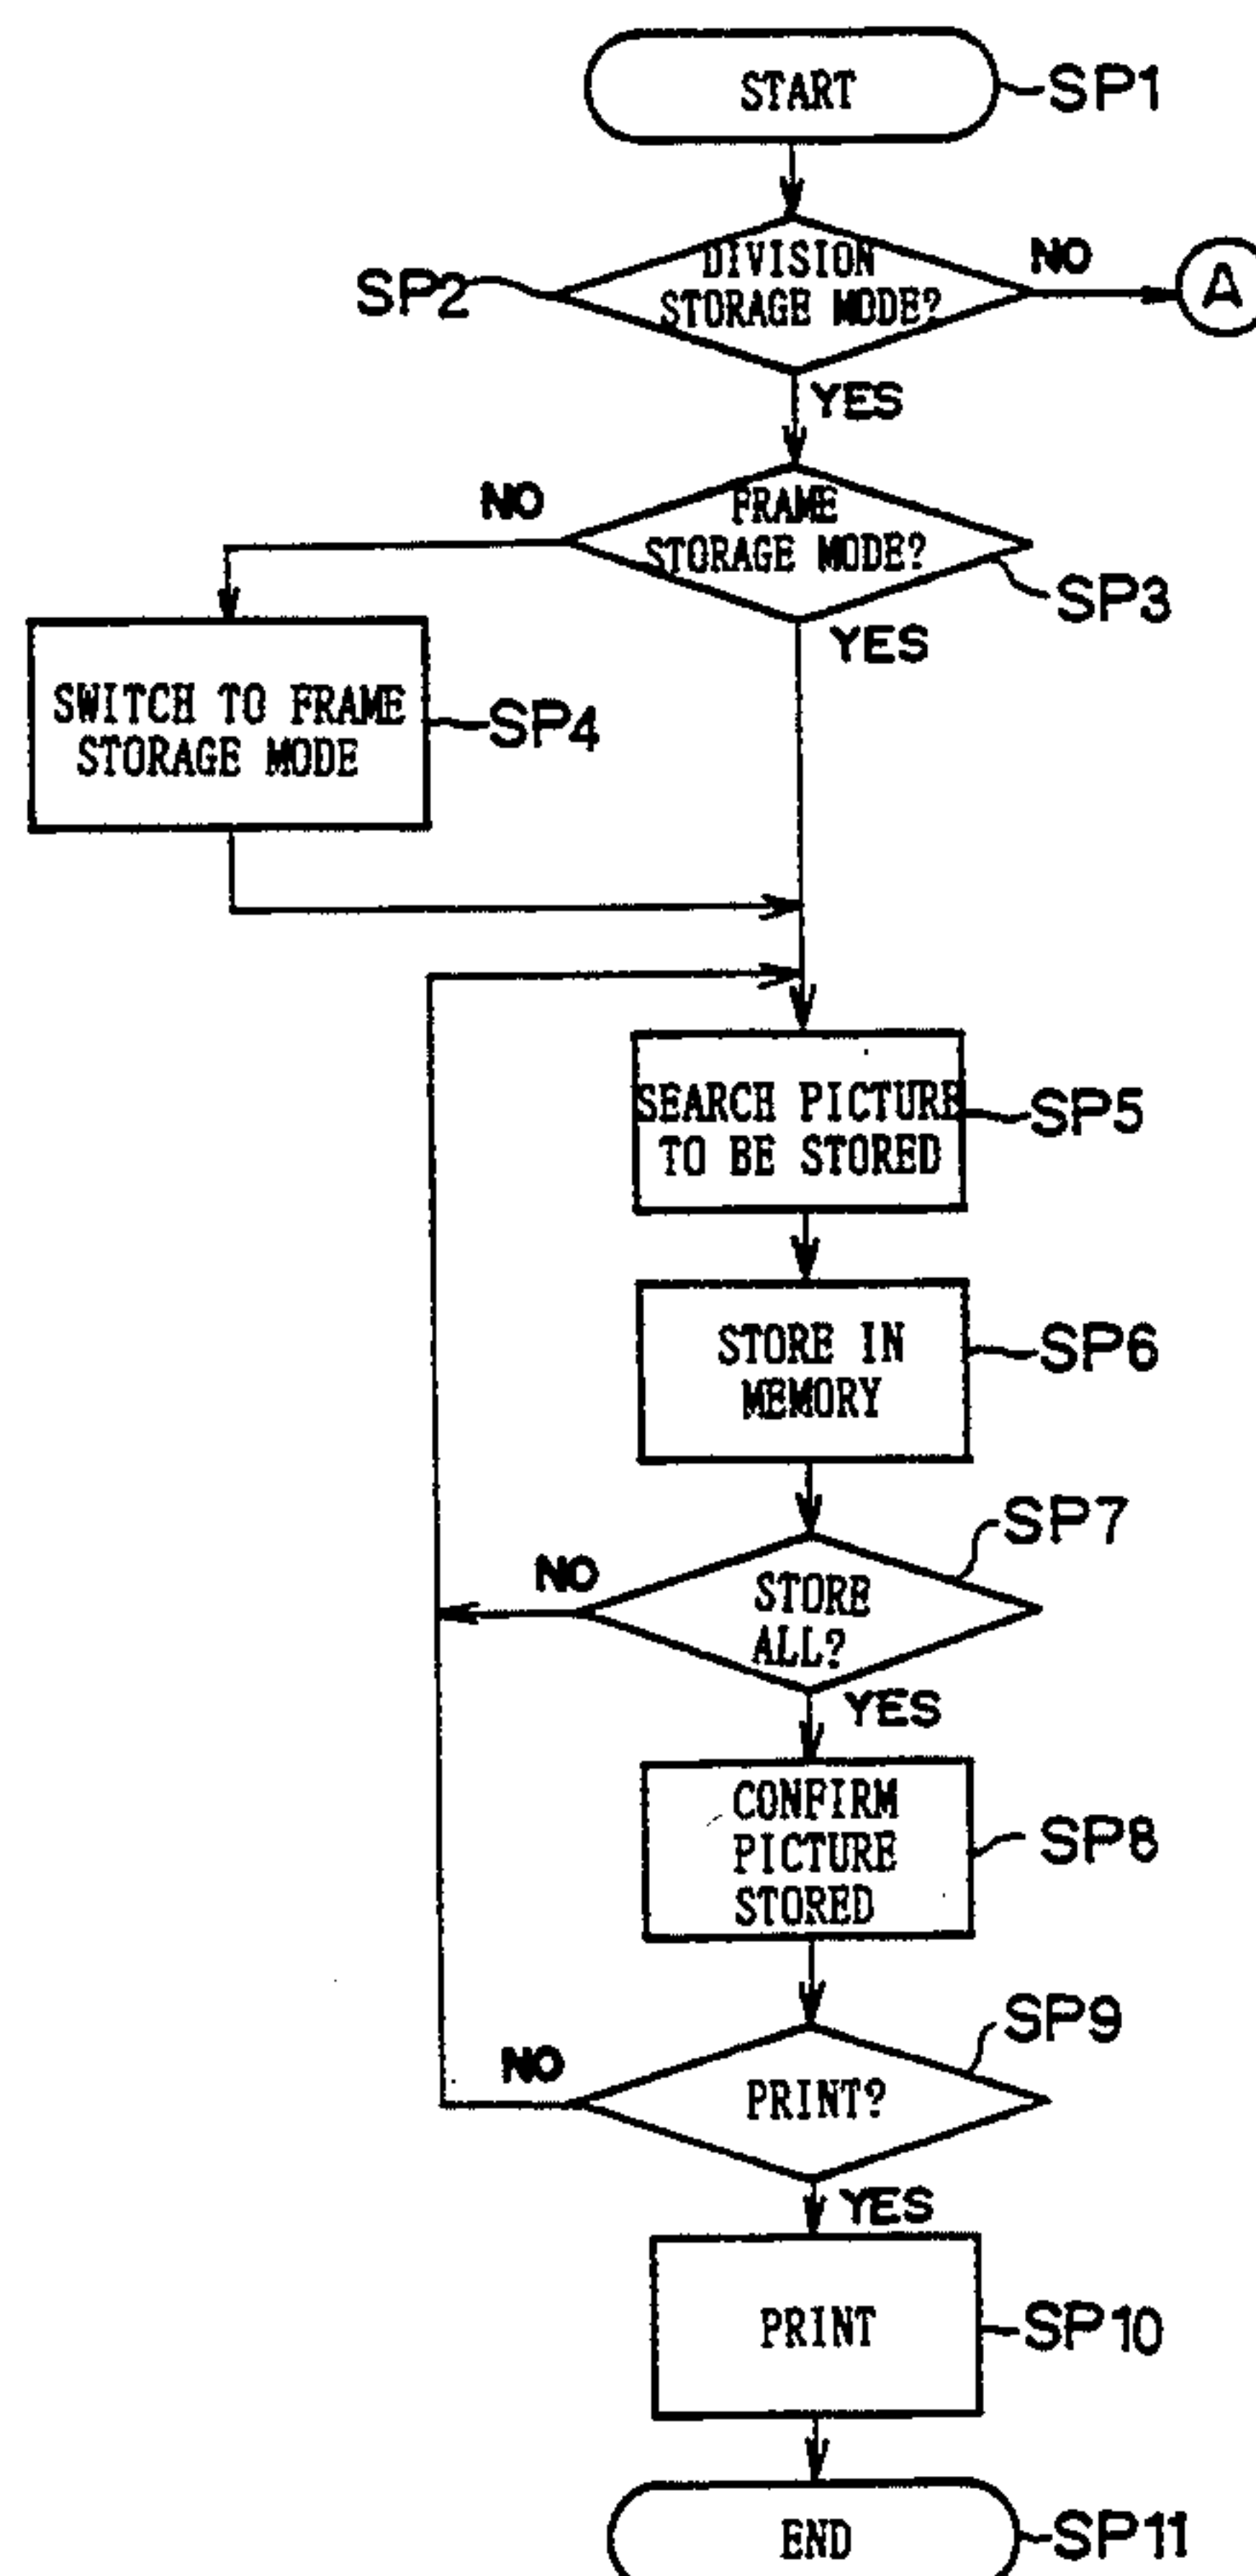 START
SP1
DIVISION
STORAGE MODE?
SP2
NO
A
YES
FRAME
STORAGE MODE?
NO
SP3
YES
SWITCH TO FRAME
STORAGE MODE
SP4
SEARCH PICTURE
TO BE STORED
SP5
STORE IN
MEMORY
SP6
SP7
NO
STORE
ALL?
YES
CONFIRM
PICTURE
STORED
SP8
SP9
NO
PRINT?
YES
PRINT
SP10
END
SP11